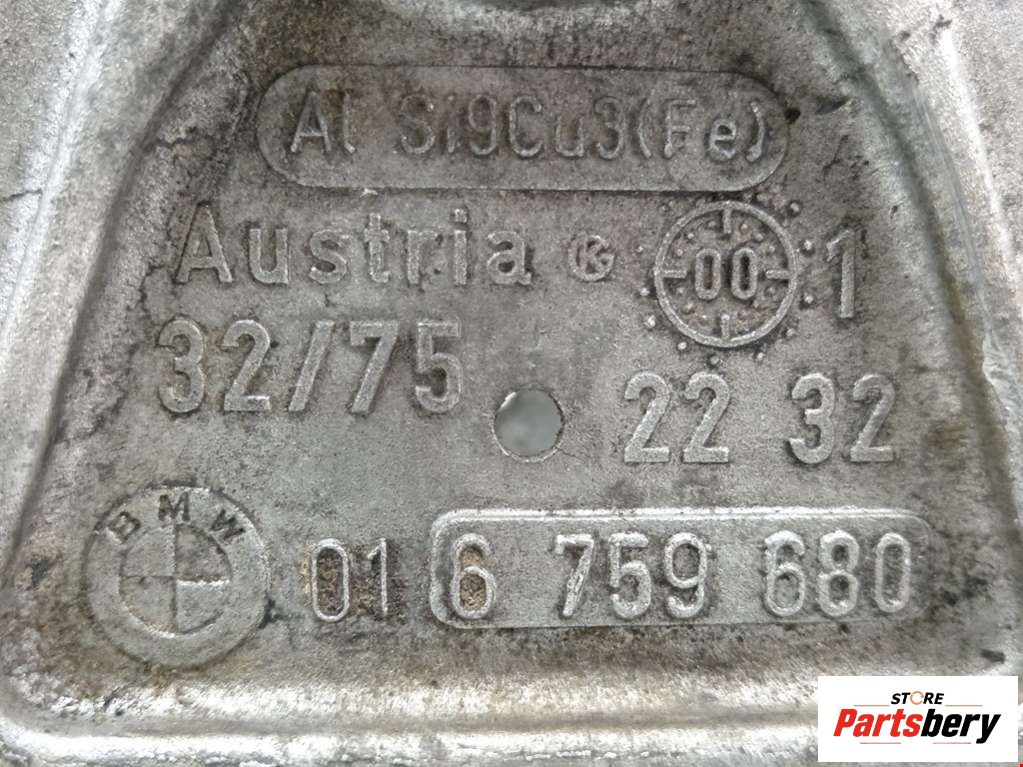 Al Si9Cu3(Fe)
Austria 00 1
32/75
22 32
BMW 01 6 759 680
STORE
Partsbery